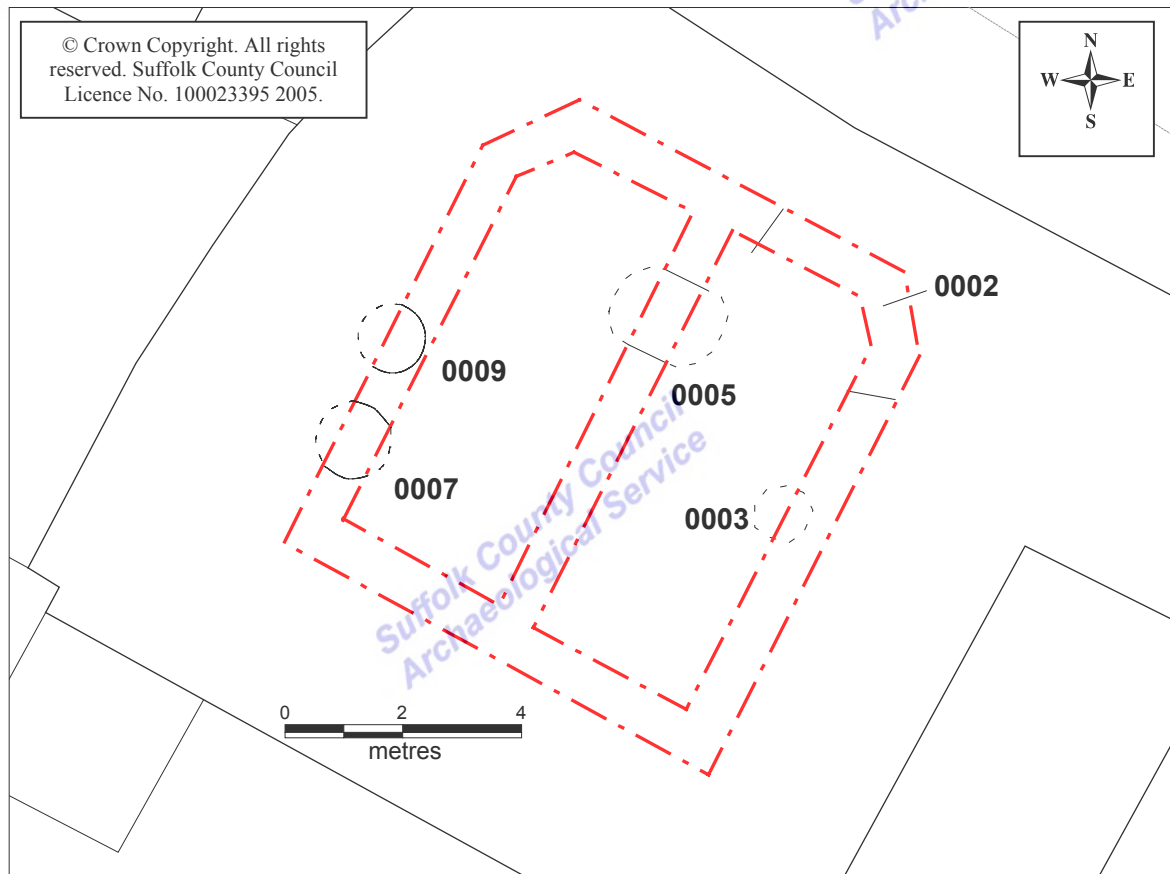 © Crown Copyright. All rights
reserved. Suffolk County Council
Licence No. 100023395 2005.
N
W E
S
0002
0009
0005
0007
0003
Suffolk County Council
Archaeological Service
0 2 4
metres